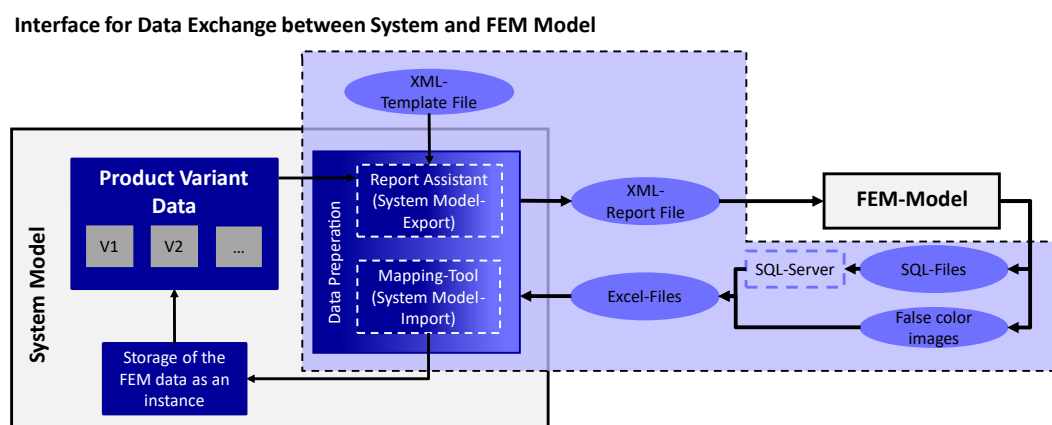 Interface for Data Exchange between System and FEM Model
XML-
Template File
System Model
Product Variant
Data
V1
V2
...
Data Preperation
Report Assistant
(System Model-
Export)
XML-
Report File
FEM-Model
Mapping-Tool
(System Model-
Import)
Excel-Files
SQL-Server
SQL-Files
False color
images
Storage of the
FEM data as an
instance